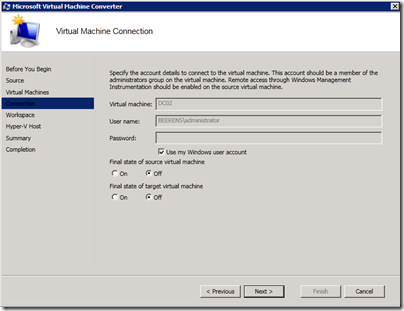 Microsoft Virtual Machine Converter
Virtual Machine Connection
Before You Begin
Source
Virtual Machines
Connection
Workspace
Hyper-V Host
Summary
Completion
Specify the account details to connect to the virtual machine. This account should be a member of the
administrators group on the virtual machine. Remote access through Windows Management
Instrumentation should be enabled on the source virtual machine.
Virtual machine: DC02
User name: BEERENS\administrator
Password:
Use my Windows user account
Final state of source virtual machine
On Off
Final state of target virtual machine
On Off
< Previous Next > Finish Cancel